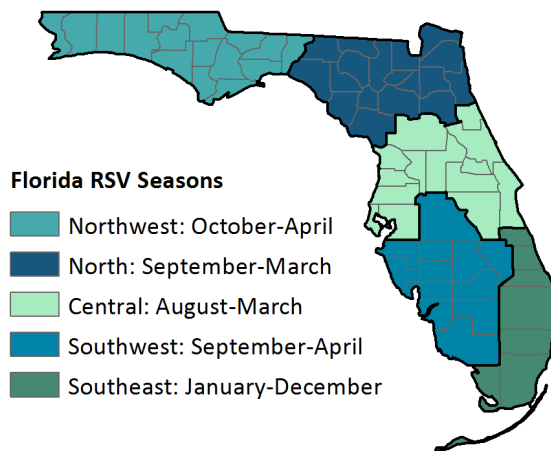 Florida RSV Seasons
Northwest: October-April
North: September-March
Central: August-March
Southwest: September-April
Southeast: January-December